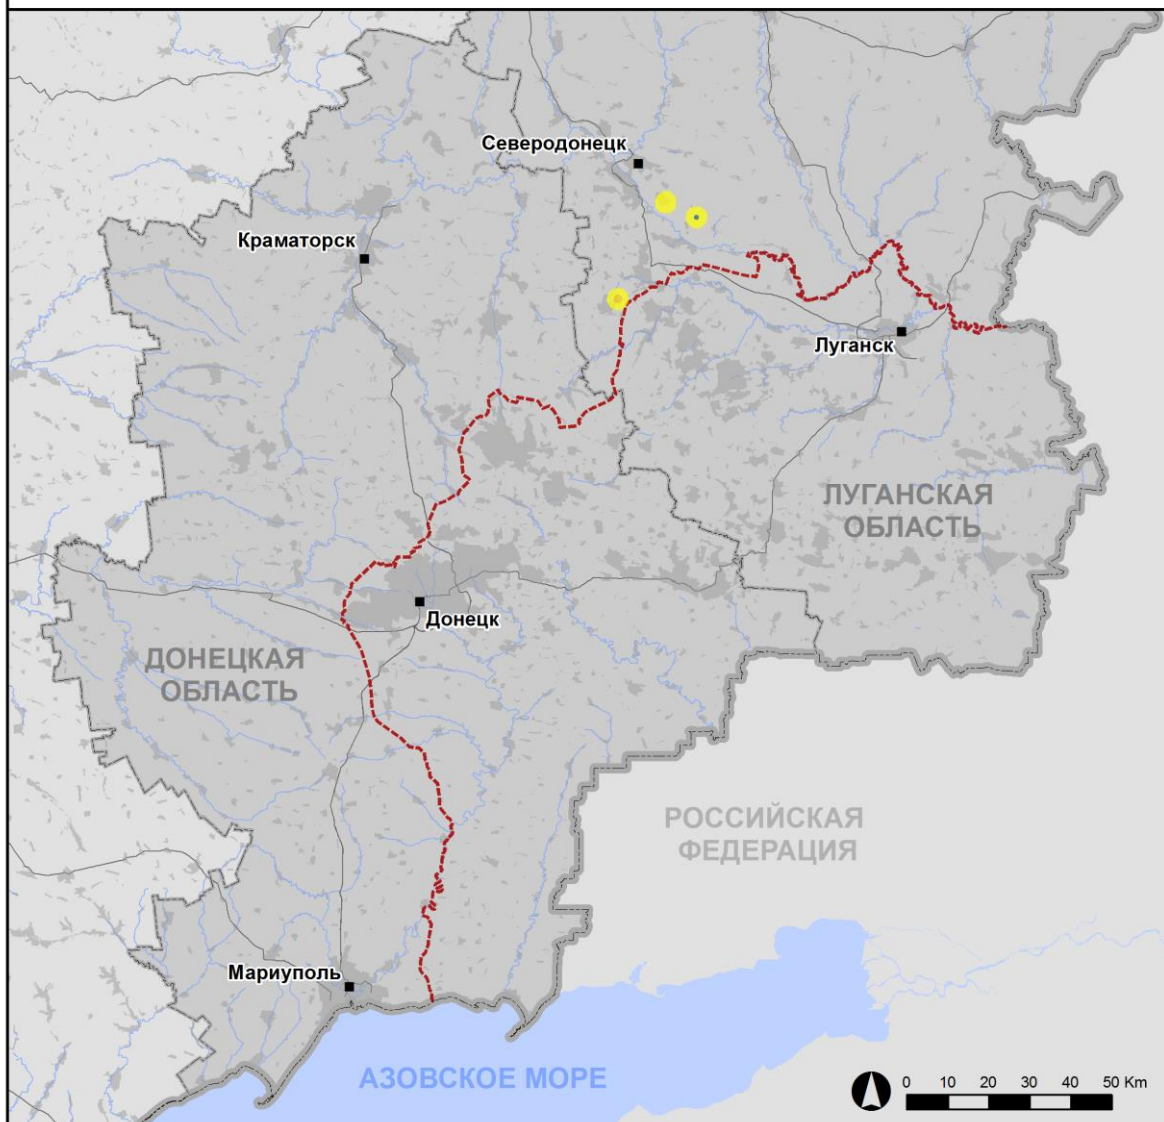 Северодонецк
Краматорск
Луганск
ЛУГАНСКАЯ
ОБЛАСТЬ
Донецк
ДОНЕЦКАЯ
ОБЛАСТЬ
РОССИЙСКАЯ
ФЕДЕРАЦИЯ
Мариуполь
АЗОВСКОЕ МОРЕ
0 10 20 30 40 50 Km